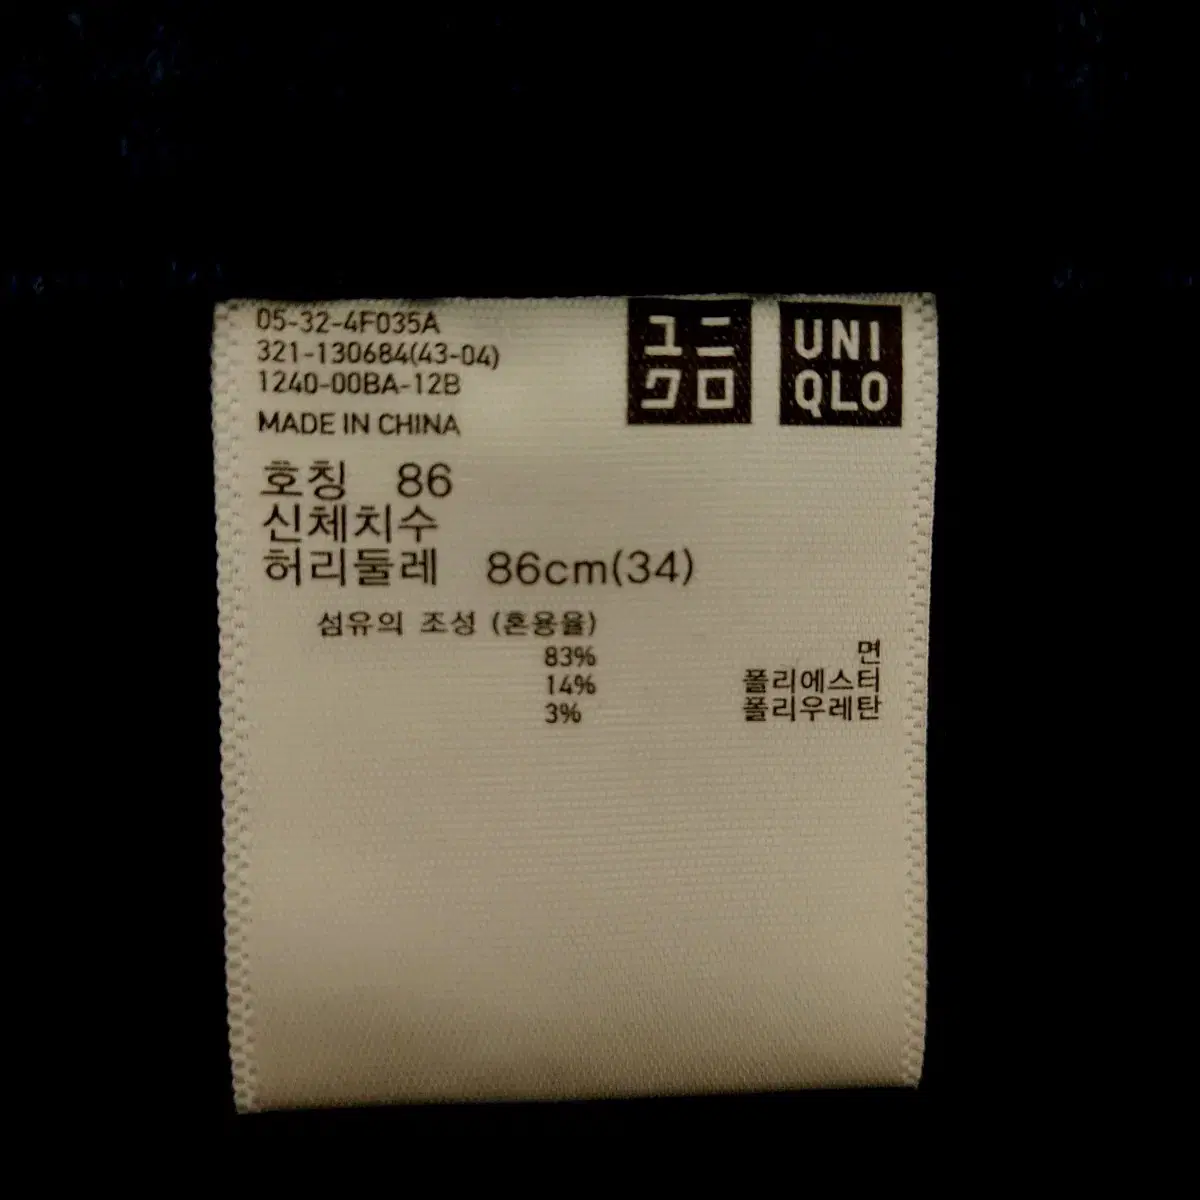 05-32-4F035A
321-130684(43-04)
1240-00BA-12B
MADE IN CHINA
ユニ
クロ
UNI
QLO
호칭 86
신체치수
허리둘레 86cm(34)
섬유의 조성 (혼용율)
83% 면
14% 폴리에스터
3% 폴리우레탄